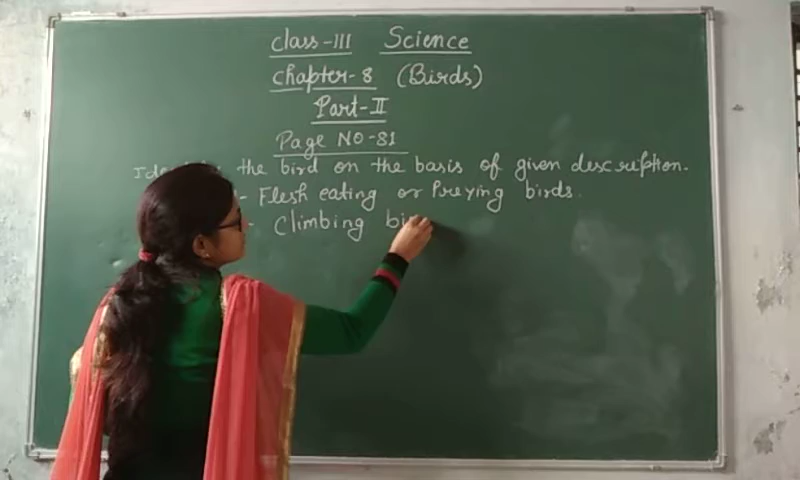 Class-III Science
Chapter-8 (Birds)
Part-II
Page No-81
the bird on the basis of given description.
- Flesh eating or Preying birds.
- Climbing bi